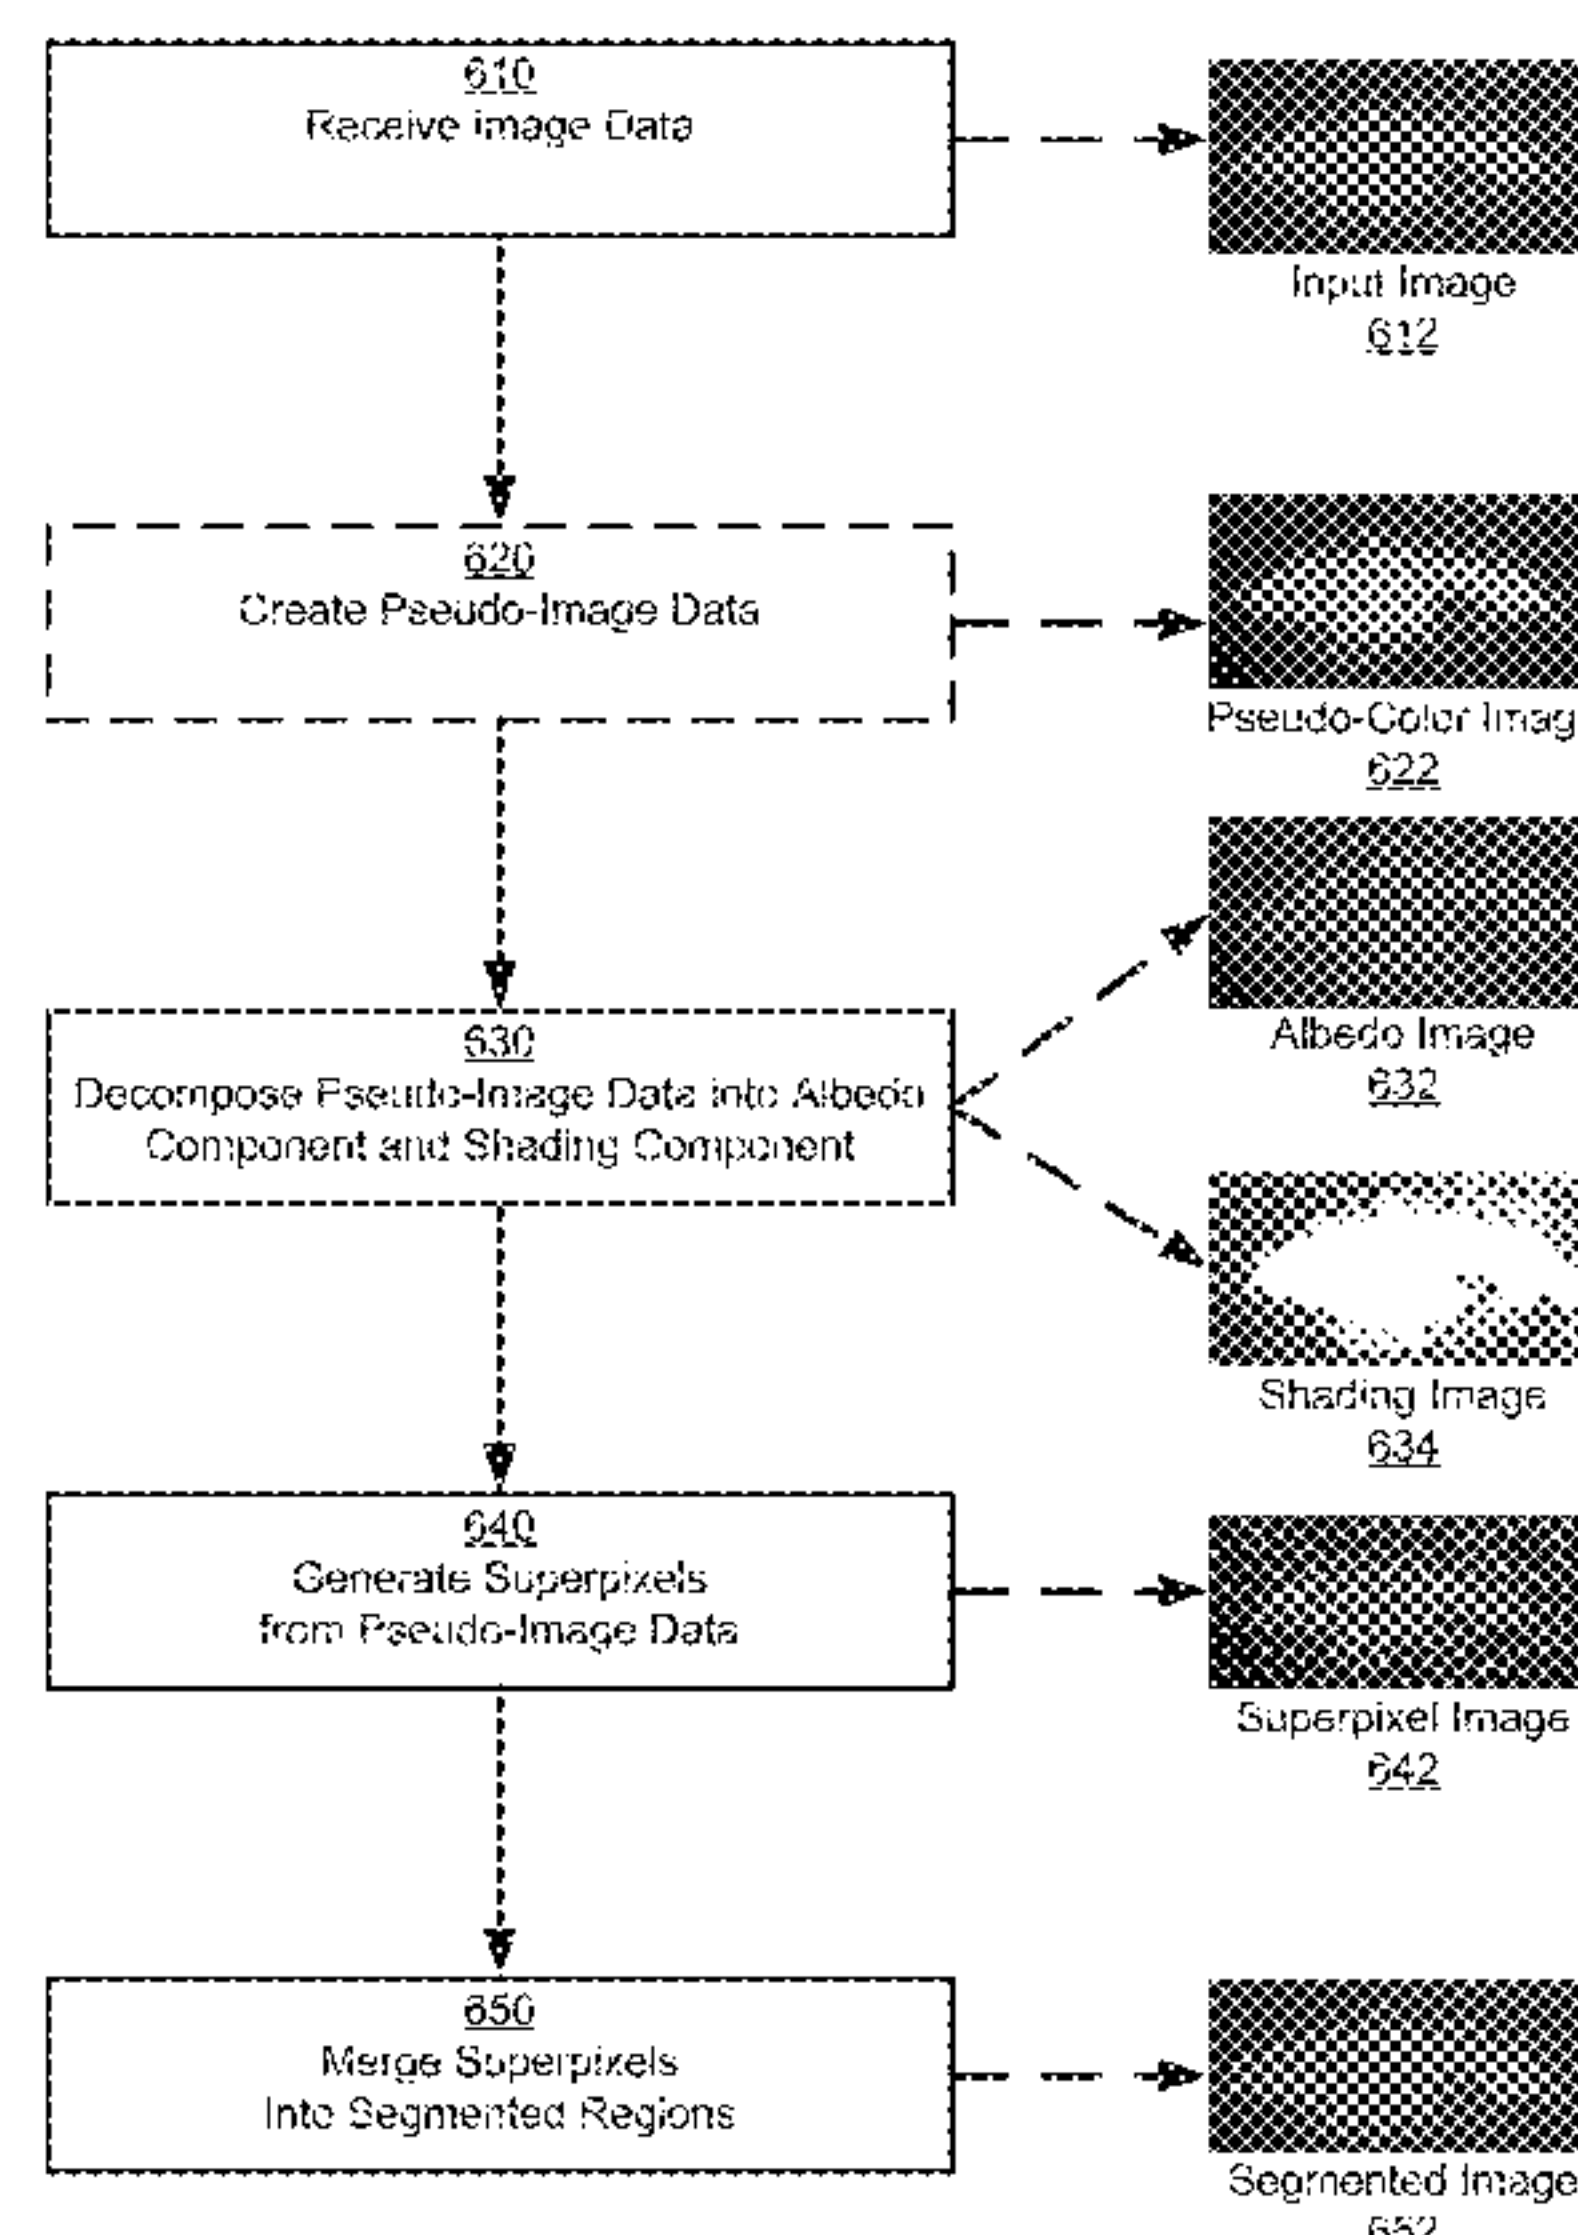 610
Receive Image Data
Input Image
612
620
Create Pseudo-Image Data
Pseudo-Color Imag
622
630
Decompose Pseudo-Image Data into Albedo
Component and Shading Component
Albedo Image
632
Shading Image
634
640
Generate Superpixels
from Pseudo-Image Data
Superpixel Image
642
650
Merge Superpixels
Into Segmented Regions
Segmented Image
652